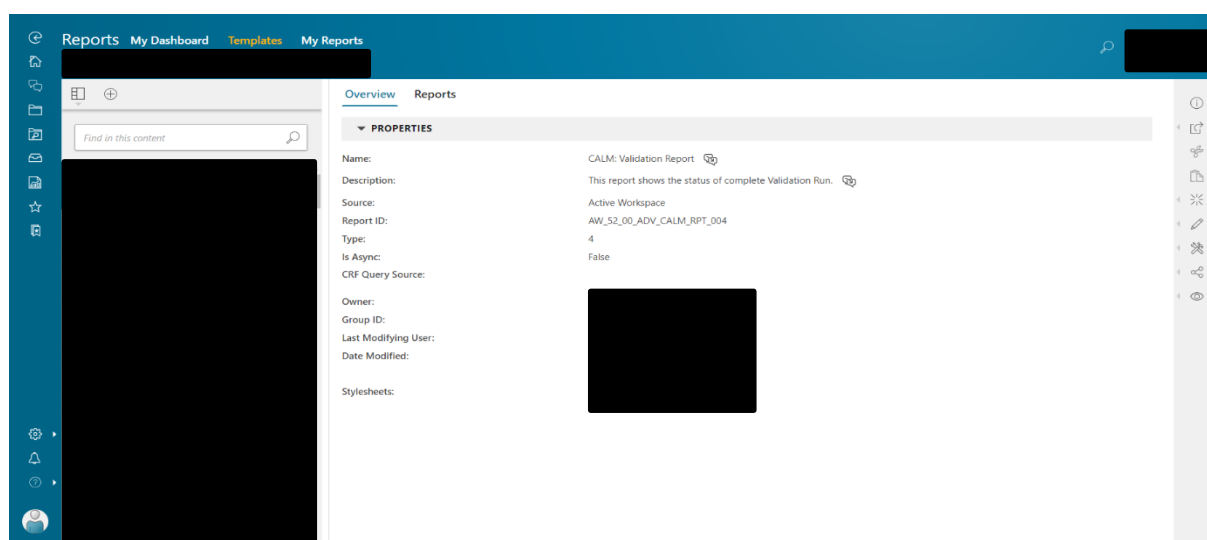 Reports My Dashboard Templates My Reports
Find in this content
Overview Reports
PROPERTIES
Name: CALM: Validation Report
Description: This report shows the status of complete Validation Run.
Source: Active Workspace
Report ID: AW_52_00_ADV_CALM_RPT_004
Type: 4
Is Async: False
CRF Query Source:
Owner:
Group ID:
Last Modifying User:
Date Modified:
Stylesheets: